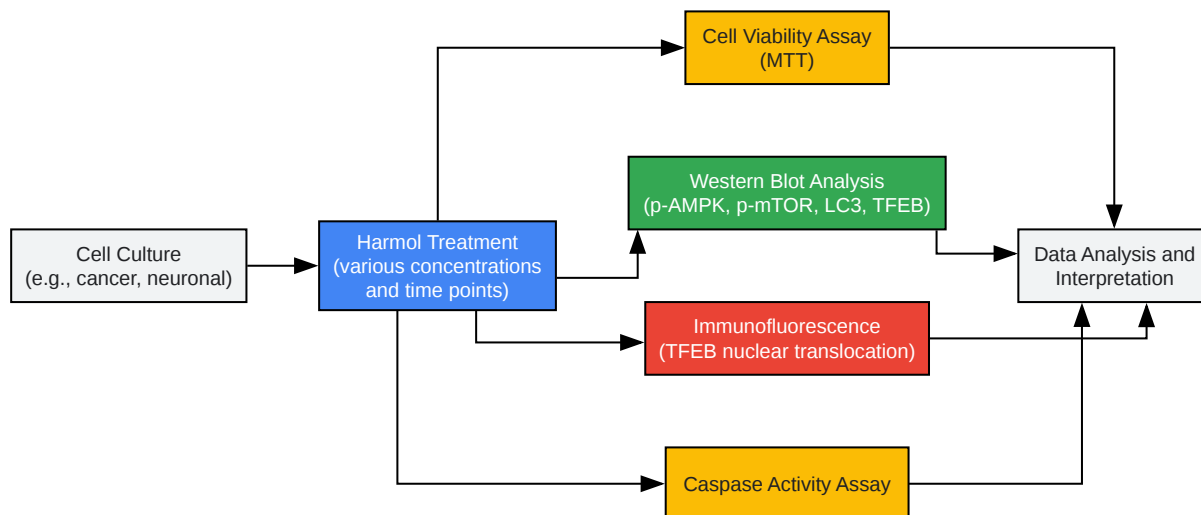 Cell Culture
(e.g., cancer, neuronal)
Harmol Treatment
(various concentrations
and time points)
Cell Viability Assay
(MTT)
Western Blot Analysis
(p-AMPK, p-mTOR, LC3, TFEB)
Immunofluorescence
(TFEB nuclear translocation)
Caspase Activity Assay
Data Analysis and
Interpretation